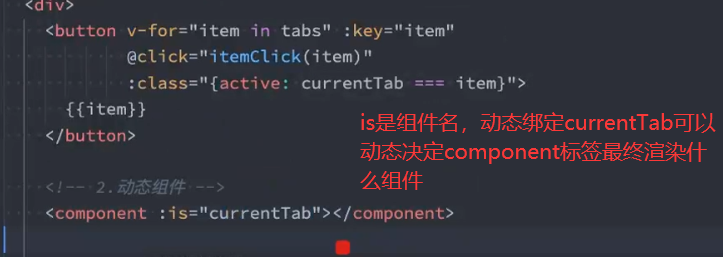 <div>
<button v-for="item in tabs" :key="item"
@click="itemClick(item)"
:class="{active: currentTab === item}">
{{item}}
</button>
is是组件名，动态绑定currentTab可以
动态决定component标签最终渲染什
么组件
<!-- 2.动态组件 -->
<component :is="currentTab"></component>